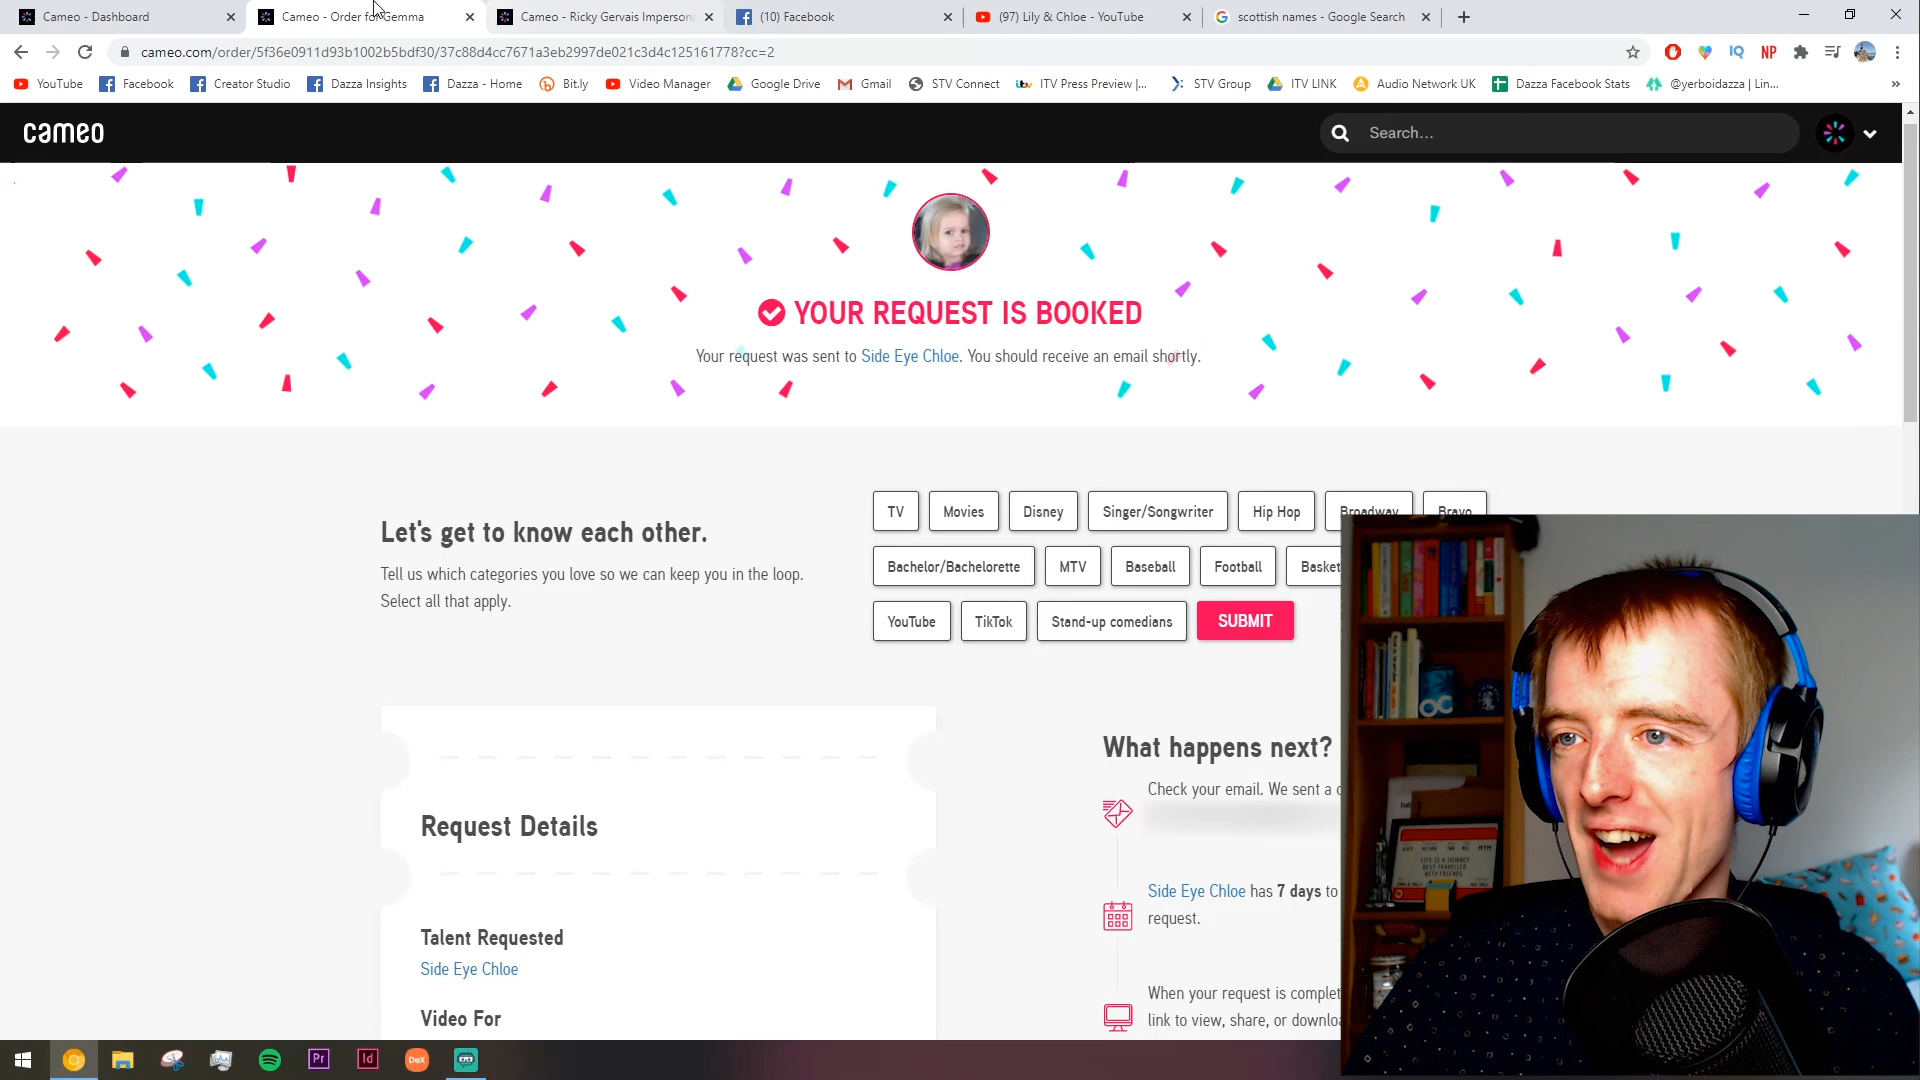 Cameo - Dashboard
Cameo - Order for Gemma
Cameo - Ricky Gervais Impersona
(10) Facebook
(97) Lily & Chloe - YouTube
scottish names - Google Search
cameo.com/order/5f36e0911d93b1002b5bdf30/37c88d4cc7671a3eb2997de021c3d4c125161778?cc=2
YouTube
Facebook
Creator Studio
Dazza Insights
Dazza - Home
Bit.ly
Video Manager
Google Drive
Gmail
STV Connect
ITV Press Preview |...
STV Group
ITV LINK
Audio Network UK
Dazza Facebook Stats
@yerboidazza | Lin...
cameo
Search...
YOUR REQUEST IS BOOKED
Your request was sent to Side Eye Chloe. You should receive an email shortly.
Let's get to know each other.
Tell us which categories you love so we can keep you in the loop.
Select all that apply.
TV
Movies
Disney
Singer/Songwriter
Hip Hop
Broadway
Bravo
Bachelor/Bachelorette
MTV
Baseball
Football
Basket
YouTube
TikTok
Stand-up comedians
SUBMIT
Request Details
Talent Requested
Side Eye Chloe
Video For
What happens next?
Check your email. We sent a
Side Eye Chloe has 7 days to
request.
When your request is complet
link to view, share, or downlo
LIFE IS A JOURNEY
BEST TRAVELLED
WITH FRIENDS